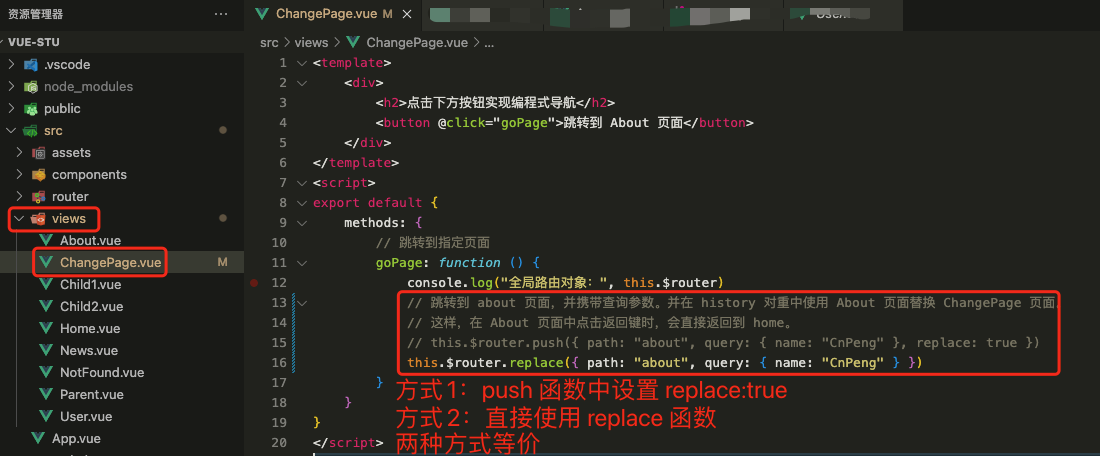 资源管理器
···
ChangePage.vue M ×
VUE-STU
src > views > ChangePage.vue > ...
.vscode
node_modules
public
src
assets
components
router
views
About.vue
ChangePage.vue M
Child1.vue
Child2.vue
Home.vue
News.vue
NotFound.vue
Parent.vue
User.vue
App.vue
1 <template>
2 <div>
3 <h2>点击下方按钮实现编程式导航</h2>
4 <button @click="goPage">跳转到 About 页面</button>
5 </div>
6 </template>
7 <script>
8 export default {
9 methods: {
10 // 跳转到指定页面
11 goPage: function () {
12 console.log("全局路由对象：", this.$router)
13 // 跳转到 about 页面，并携带查询参数。并在 history 对重中使用 About 页面替换 ChangePage 页面。
14 // 这样，在 About 页面中点击返回键时，会直接返回到 home。
15 // this.$router.push({ path: "about", query: { name: "CnPeng" }, replace: true })
16 this.$router.replace({ path: "about", query: { name: "CnPeng" } })
17 }
18 }
19 }
20 </script>
方式1：push 函数中设置 replace:true
方式2：直接使用 replace 函数
两种方式等价